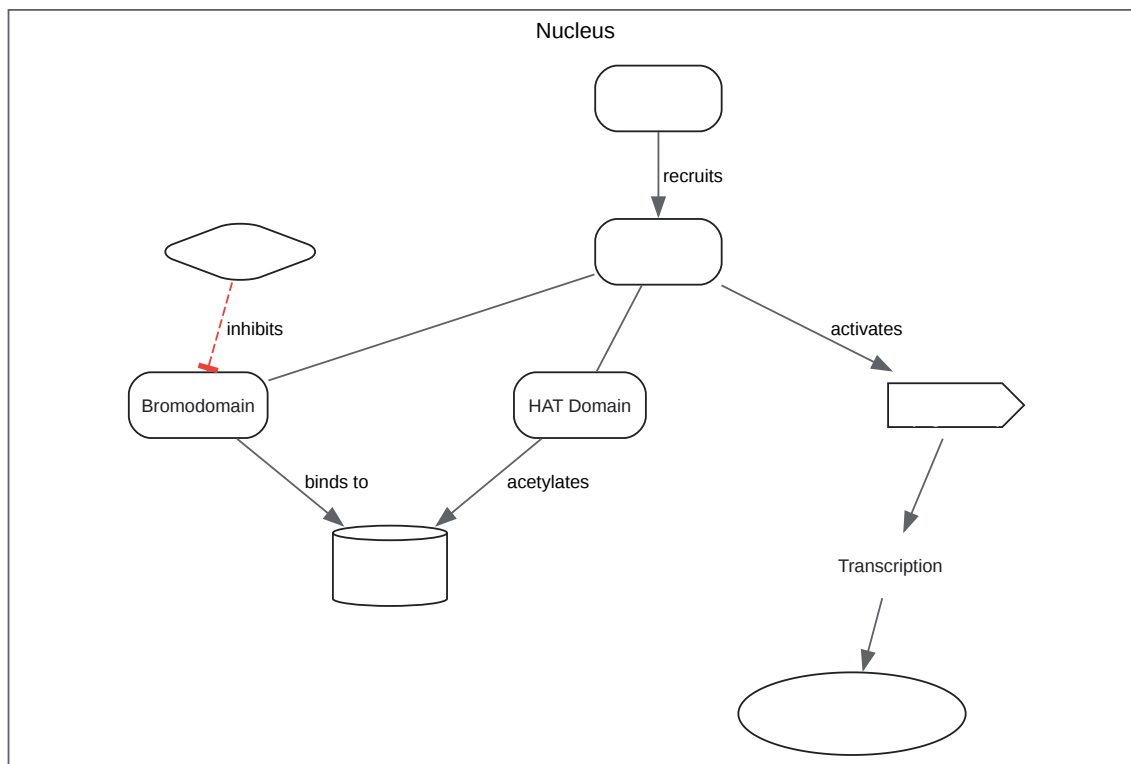 Nucleus
recruits
inhibits
activates
Bromodomain
HAT Domain
binds to
acetylates
Transcription